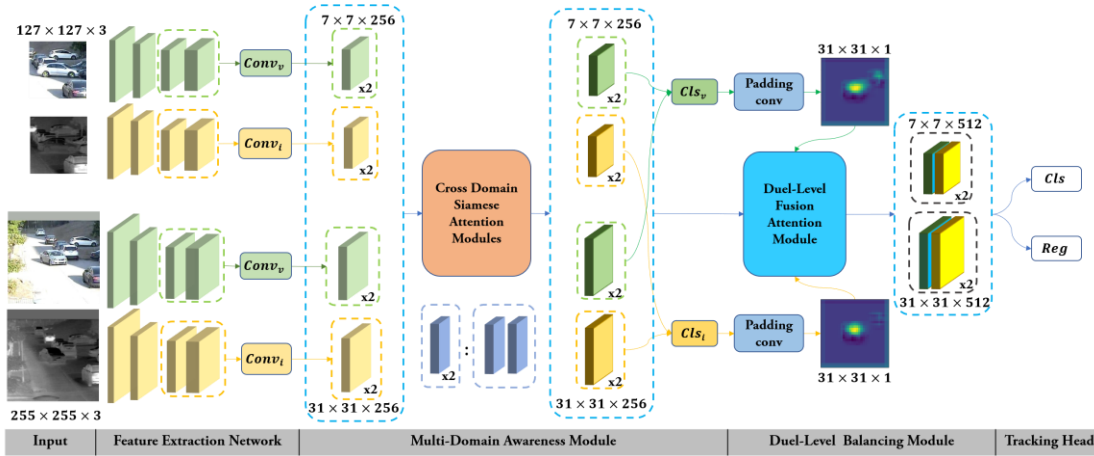 127 × 127 × 3
7 × 7 × 256
7 × 7 × 256
Conv_v
x2
x2
Cls_v
Padding
conv
31 × 31 × 1
Conv_i
x2
x2
7 × 7 × 512
x2
Cross Domain
Siamese
Attention
Modules
Duel-Level
Fusion
Attention
Module
Cls
Reg
Conv_v
x2
x2
x2
31 × 31 × 512
Conv_i
x2
x2
:
x2
Cls_i
Padding
conv
31 × 31 × 256
31 × 31 × 256
31 × 31 × 1
255 × 255 × 3
Input
Feature Extraction Network
Multi-Domain Awareness Module
Duel-Level Balancing Module
Tracking Head